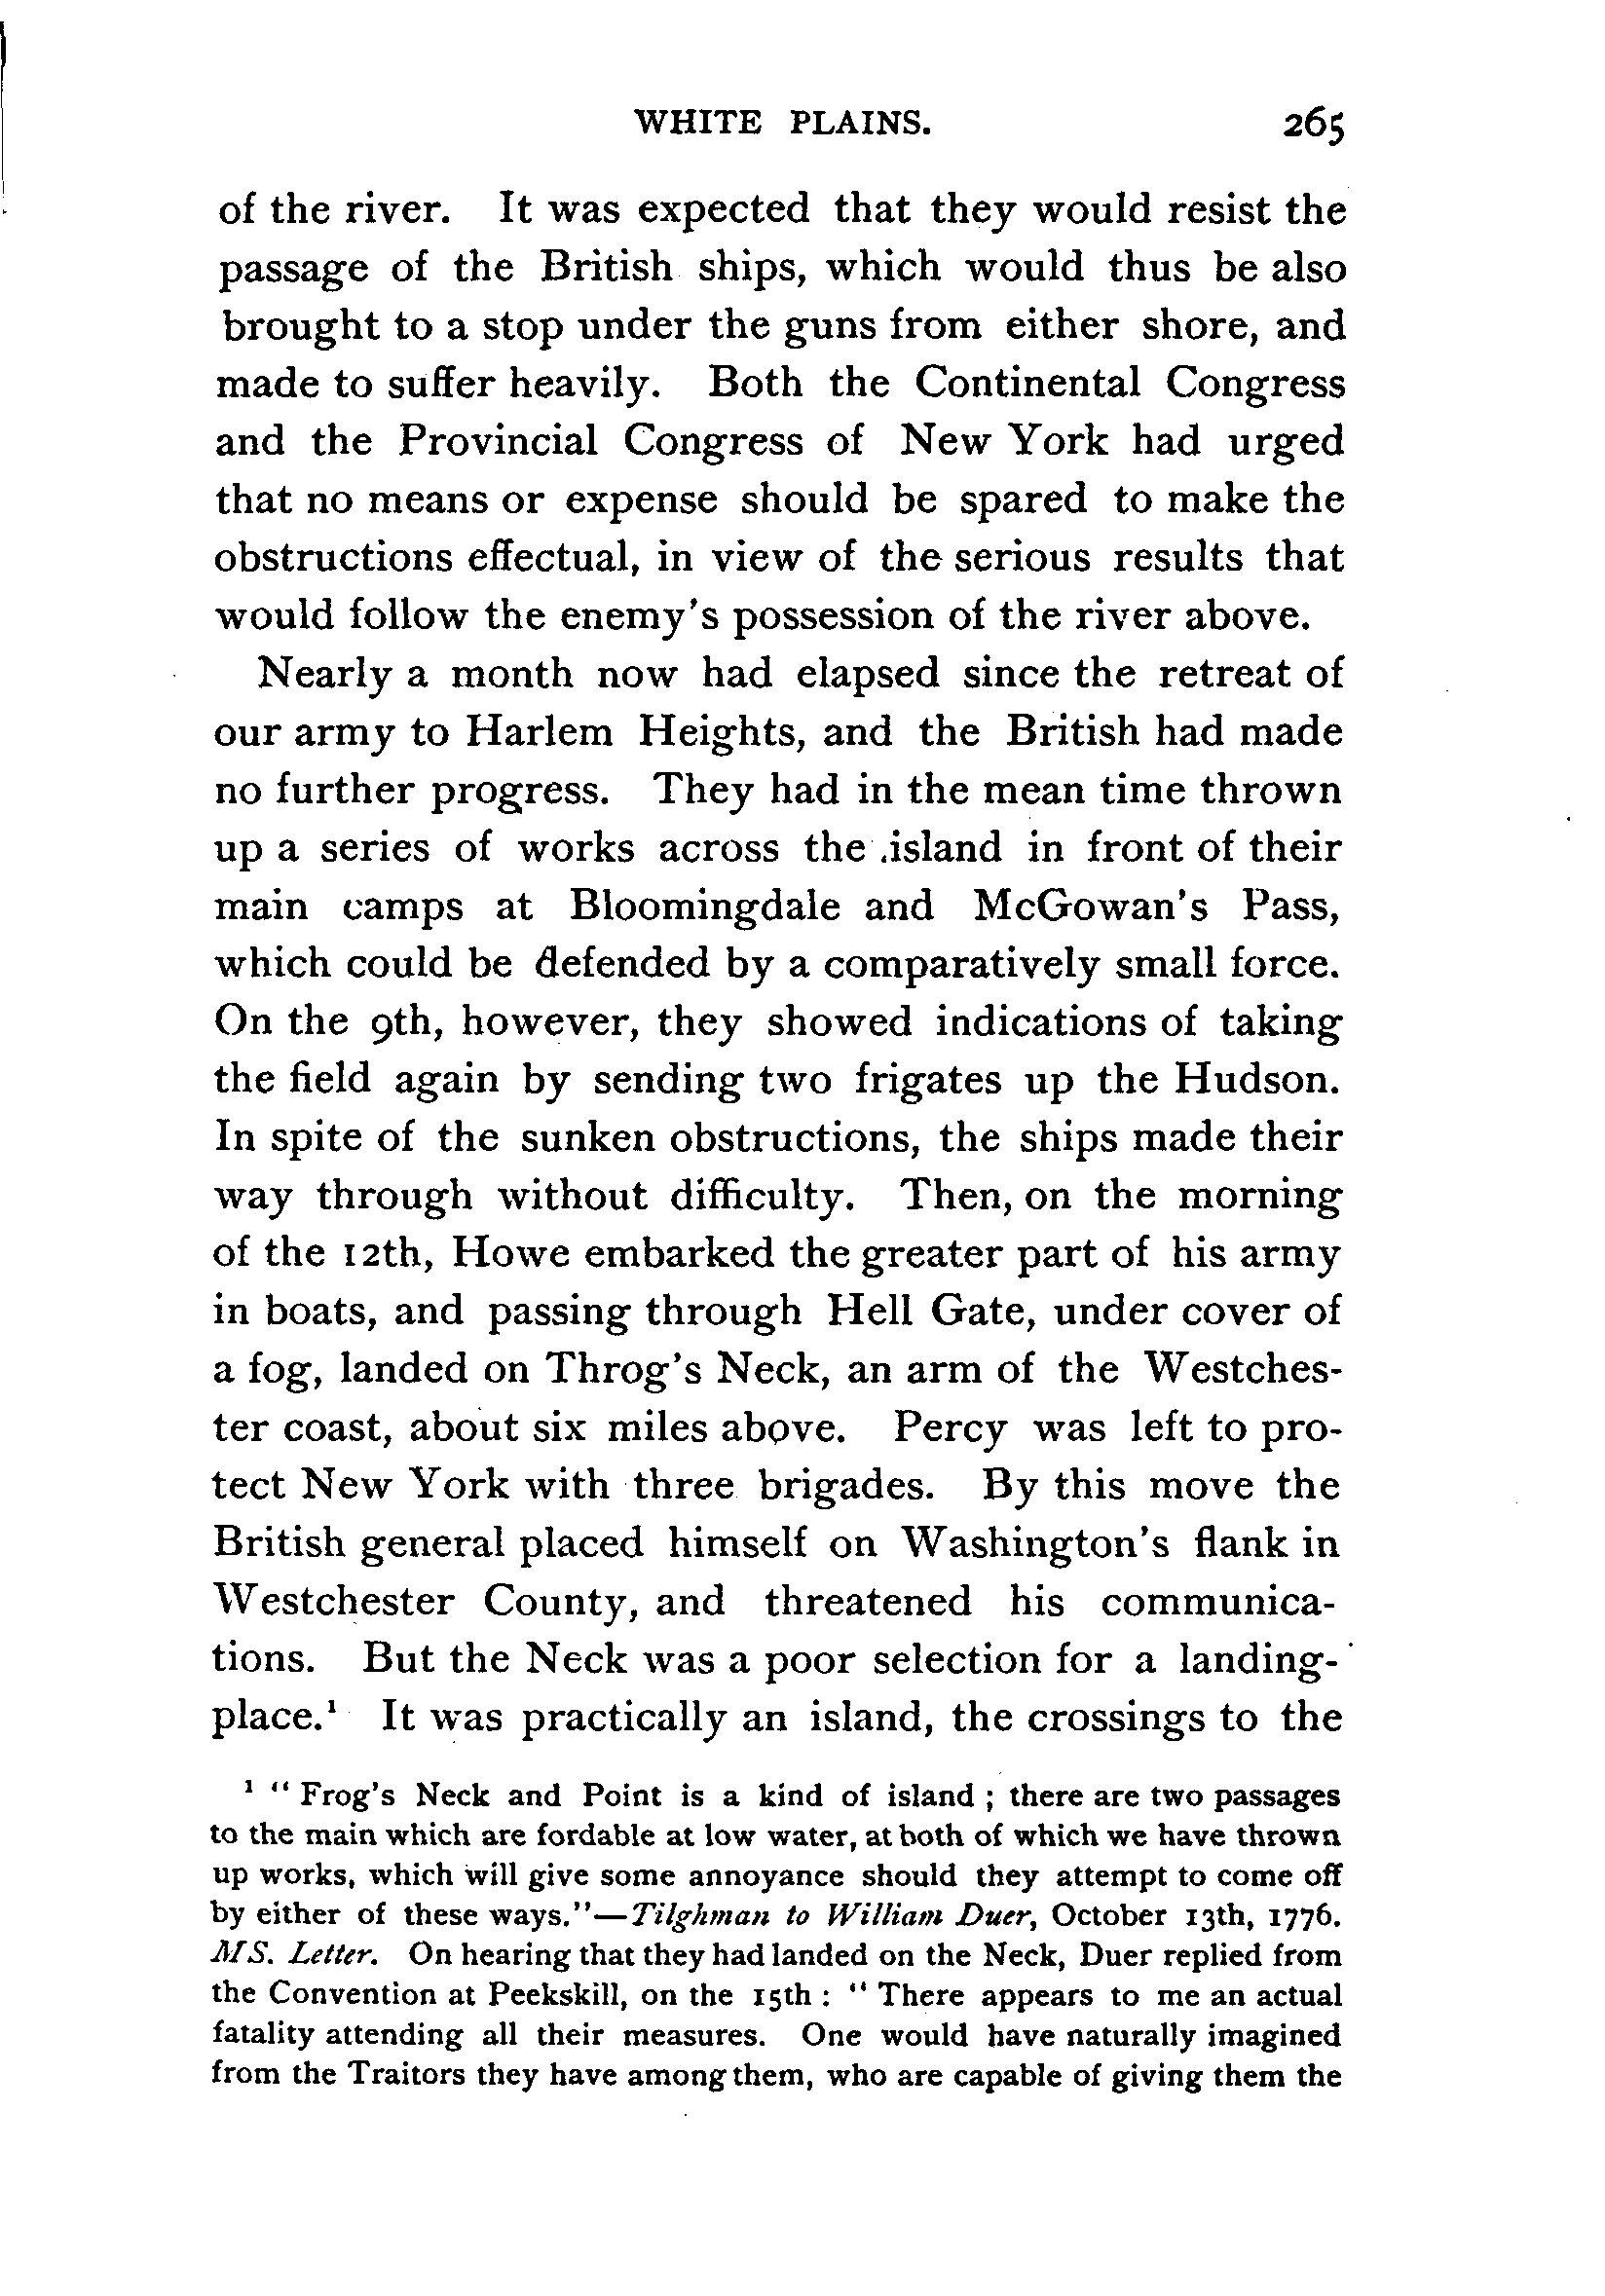 WHITE PLAINS. 265
of the river. It was expected that they would resist the
passage of the British ships, which would thus be also
brought to a stop under the guns from either shore, and
made to suffer heavily. Both the Continental Congress
and the Provincial Congress of New York had urged
that no means or expense should be spared to make the
obstructions effectual, in view of the serious results that
would follow the enemy's possession of the river above.
Nearly a month now had elapsed since the retreat of
our army to Harlem Heights, and the British had made
no further progress. They had in the mean time thrown
up a series of works across the island in front of their
main camps at Bloomingdale and McGowan's Pass,
which could be defended by a comparatively small force.
On the 9th, however, they showed indications of taking
the field again by sending two frigates up the Hudson.
In spite of the sunken obstructions, the ships made their
way through without difficulty. Then, on the morning
of the 12th, Howe embarked the greater part of his army
in boats, and passing through Hell Gate, under cover of
a fog, landed on Throg's Neck, an arm of the Westches-
ter coast, about six miles above. Percy was left to pro-
tect New York with three brigades. By this move the
British general placed himself on Washington's flank in
Westchester County, and threatened his communica-
tions. But the Neck was a poor selection for a landing-
place.¹ It was practically an island, the crossings to the
¹ "Frog's Neck and Point is a kind of island ; there are two passages
to the main which are fordable at low water, at both of which we have thrown
up works, which will give some annoyance should they attempt to come off
by either of these ways."—Tilghman to William Duer, October 13th, 1776.
MS. Letter. On hearing that they had landed on the Neck, Duer replied from
the Convention at Peekskill, on the 15th : "There appears to me an actual
fatality attending all their measures. One would have naturally imagined
from the Traitors they have among them, who are capable of giving them the